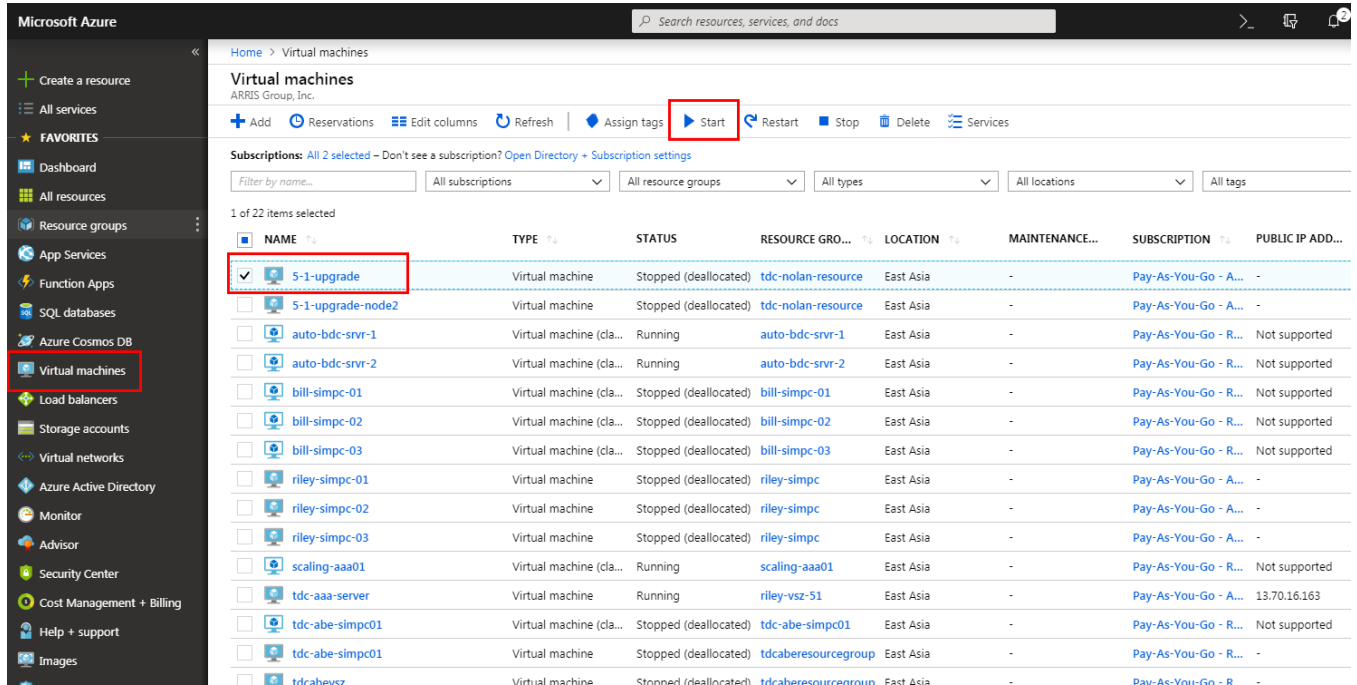 Microsoft Azure
Search resources, services, and docs
2
Create a resource
All services
FAVORITES
Dashboard
All resources
Resource groups
App Services
Function Apps
SQL databases
Azure Cosmos DB
Virtual machines
Load balancers
Storage accounts
Virtual networks
Azure Active Directory
Monitor
Advisor
Security Center
Cost Management + Billing
Help + support
Images
Home > Virtual machines
Virtual machines
ARRIS Group, Inc.
Add Reservations Edit columns Refresh Assign tags Start Restart Stop Delete Services
Subscriptions: All 2 selected – Don't see a subscription? Open Directory + Subscription settings
Filter by name... All subscriptions All resource groups All types All locations All tags
1 of 22 items selected
NAME TYPE STATUS RESOURCE GRO... LOCATION MAINTENANCE... SUBSCRIPTION PUBLIC IP ADD...
5-1-upgrade Virtual machine Stopped (deallocated) tdc-nolan-resource East Asia - Pay-As-You-Go - A... -
5-1-upgrade-node2 Virtual machine Stopped (deallocated) tdc-nolan-resource East Asia - Pay-As-You-Go - A... -
auto-bdc-srvr-1 Virtual machine (cla... Running auto-bdc-srvr-1 East Asia - Pay-As-You-Go - R... Not supported
auto-bdc-srvr-2 Virtual machine (cla... Running auto-bdc-srvr-2 East Asia - Pay-As-You-Go - R... Not supported
bill-simpc-01 Virtual machine (cla... Stopped (deallocated) bill-simpc-01 East Asia - Pay-As-You-Go - R... Not supported
bill-simpc-02 Virtual machine (cla... Stopped (deallocated) bill-simpc-02 East Asia - Pay-As-You-Go - R... Not supported
bill-simpc-03 Virtual machine (cla... Stopped (deallocated) bill-simpc-03 East Asia - Pay-As-You-Go - R... Not supported
riley-simpc-01 Virtual machine Stopped (deallocated) riley-simpc East Asia - Pay-As-You-Go - A... -
riley-simpc-02 Virtual machine Stopped (deallocated) riley-simpc East Asia - Pay-As-You-Go - A... -
riley-simpc-03 Virtual machine Stopped (deallocated) riley-simpc East Asia - Pay-As-You-Go - A... -
scaling-aaa01 Virtual machine (cla... Running scaling-aaa01 East Asia - Pay-As-You-Go - R... Not supported
tdc-aaa-server Virtual machine Running riley-vsz-51 East Asia - Pay-As-You-Go - A... 13.70.16.163
tdc-abe-simpc01 Virtual machine (cla... Stopped (deallocated) tdc-abe-simpc01 East Asia - Pay-As-You-Go - R... Not supported
tdc-abe-simpc01 Virtual machine Stopped (deallocated) tdcaberesourcegroup East Asia - Pay-As-You-Go - R... -
tdcabevsz Virtual machine Stopped (deallocated) tdcaberesourcegroup East Asia - Pay-As-You-Go - R... -